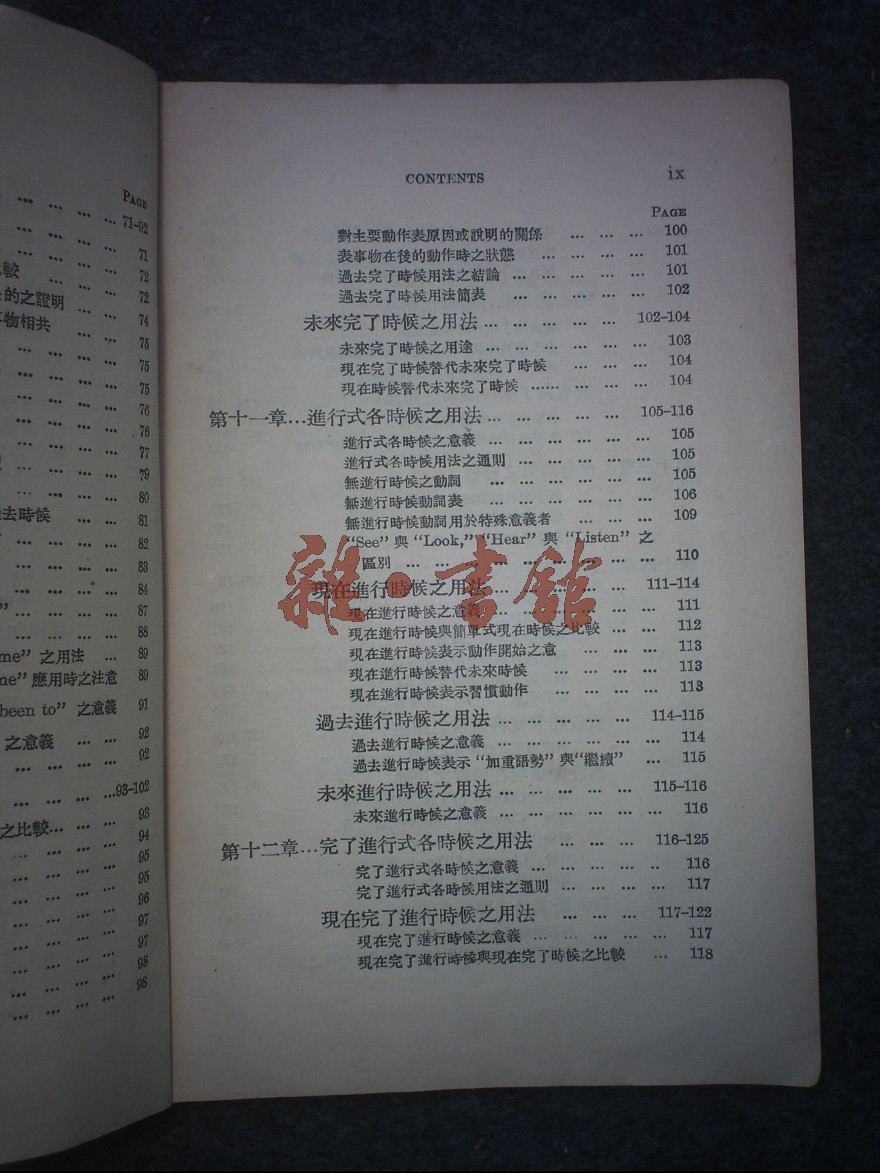 PAGE
... ... ... ... 71-92
71
較 72
的之證明 72
物相共 74
75
75
75
76
76
77
79
80
去時候 81
82
83
84
” 87
88
me” 之用法 ... 89
ne” 應用時之注意 89
been to” 之意義 91
之意義 ... ... 92
92
93-102
93
之比較... ... ... 94
95
95
96
97
97
98
98
CONTENTS ix
PAGE
對主要動作表原因或說明的關係 ... ... ... 100
表事物在後的動作時之狀態 ... ... ... ... 101
過去完了時候用法之結論 ... ... ... ... ... 101
過去完了時候用法簡表 ... ... ... ... ... 102
未來完了時候之用法 ... ... ... ... ... 102-104
未來完了時候之用途 ... ... ... ... ... ... 103
現在完了時候替代未來完了時候 ... ... ... 104
現在時候替代未來完了時候 ...... ... ... ... 104
第十一章...進行式各時候之用法 ... ... ... ... ... 105-116
進行式各時候之意義 ... ... ... ... ... ... 105
進行式各時候用法之通則 ... ... ... ... ... 105
無進行時候之動詞 ... ... ... ... ... ... 105
無進行時候動詞表 ... ... ... ... ... ... 106
無進行時候動詞用於特殊意義者 ... ... ... 109
“See” 與 “Look,” “Hear” 與 “Listen” 之
區別 ... ... ... ... ... ... ... ... ... 110
現在進行時候之用法 ... ... ... ... ... 111-114
現在進行時候之意義 ... ... ... ... ... ... 111
現在進行時候與簡單式現在時候之比較 ... ... 112
現在進行時候表示動作開始之意 ... ... ... 113
現在進行時候替代未來時候 ... ... ... ... 113
現在進行時候表示習慣動作 ... ... ... ... 113
過去進行時候之用法 ... ... ... ... ... 114-115
過去進行時候之意義 ... ... ... ... ... ... 114
過去進行時候表示 “加重語勢” 與“繼續” ... ... 115
未來進行時候之用法 ... ... ... ... ... 115-116
未來進行時候之意義 ... ... ... ... ... ... 116
第十二章...完了進行式各時候之用法 ... ... ... 116-125
完了進行式各時候之意義 ... ... ... ... .. 116
完了進行式各時候用法之通則 ... ... ... ... 117
現在完了進行時候之用法 ... ... ... ... 117-122
現在完了進行時候之意義 ... ... ... ... ... 117
現在完了進行時候與現在完了時候之比較 ... 118
雜·書館